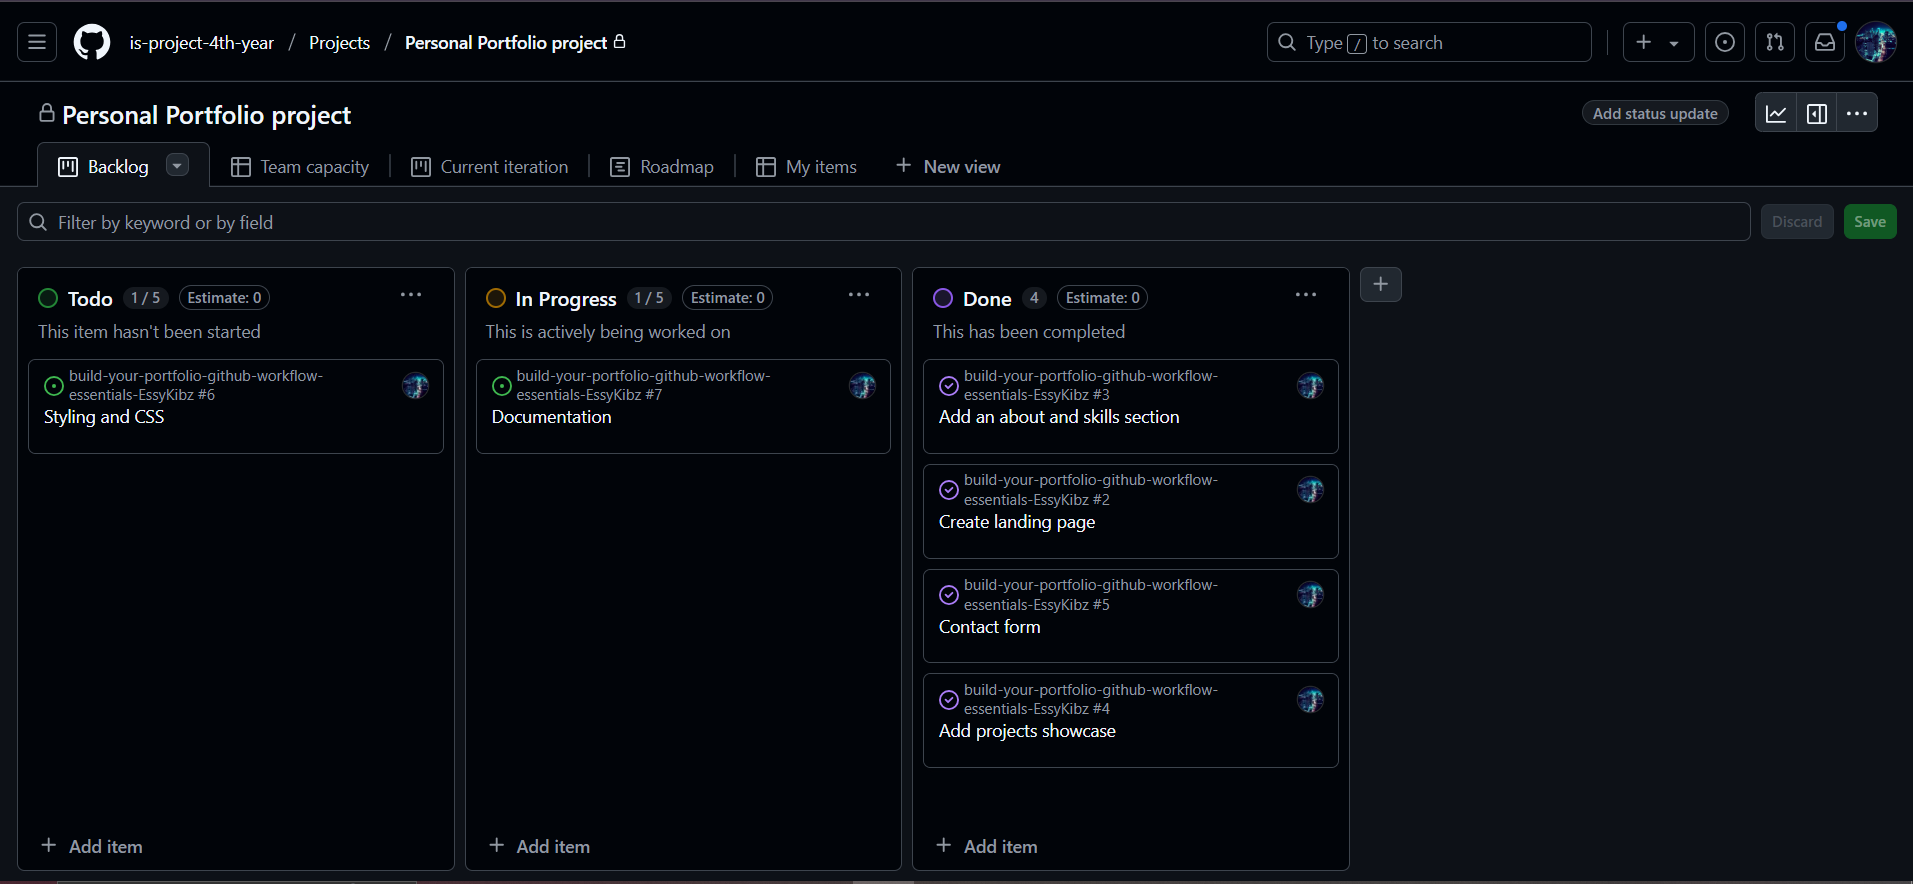 is-project-4th-year / Projects / Personal Portfolio project
Type / to search
Personal Portfolio project
Add status update
Backlog
Team capacity
Current iteration
Roadmap
My items
New view
Filter by keyword or by field
Discard
Save
Todo 1 / 5 Estimate: 0
This item hasn't been started
build-your-portfolio-github-workflow-
essentials-EssyKibz #6
Styling and CSS
Add item
In Progress 1 / 5 Estimate: 0
This is actively being worked on
build-your-portfolio-github-workflow-
essentials-EssyKibz #7
Documentation
Add item
Done 4 Estimate: 0
This has been completed
build-your-portfolio-github-workflow-
essentials-EssyKibz #3
Add an about and skills section
build-your-portfolio-github-workflow-
essentials-EssyKibz #2
Create landing page
build-your-portfolio-github-workflow-
essentials-EssyKibz #5
Contact form
build-your-portfolio-github-workflow-
essentials-EssyKibz #4
Add projects showcase
Add item